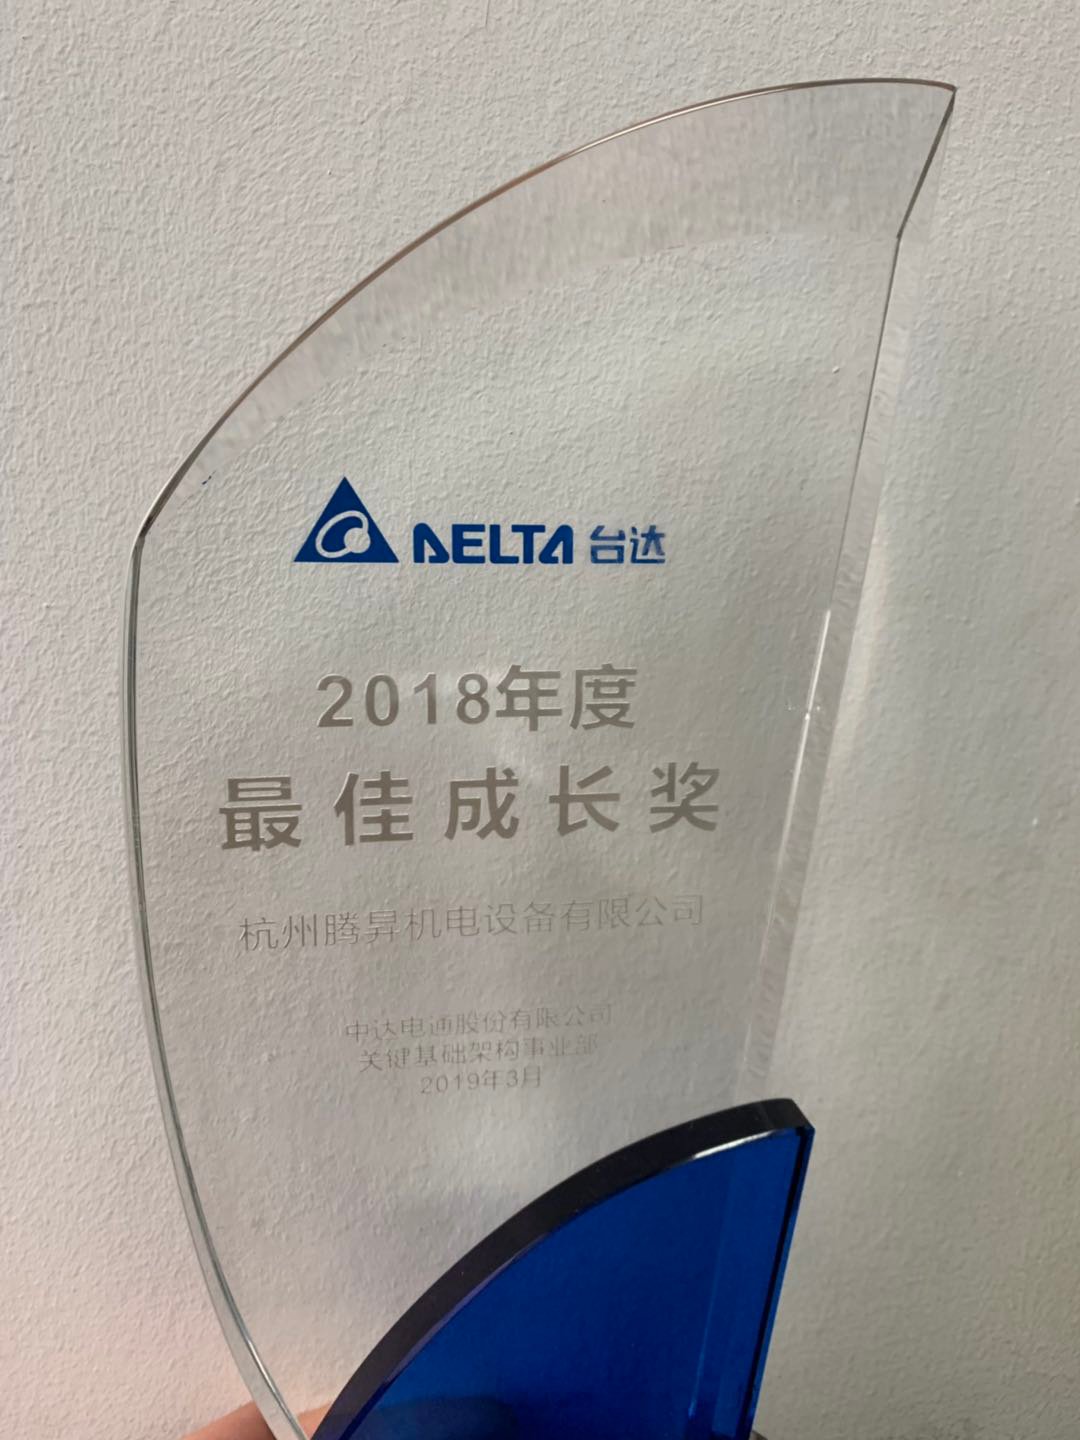 DELTA 台达
2018年度
最佳成长奖
杭州腾昇机电设备有限公司
中达电通股份有限公司
关键基础架构事业部
2019年3月